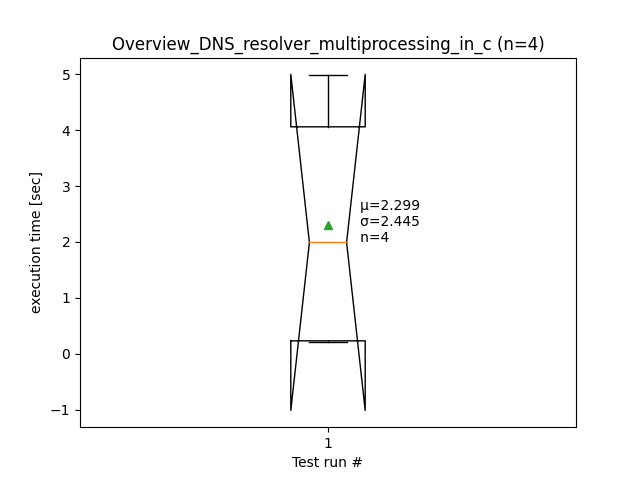 Overview_DNS_resolver_multiprocessing_in_c (n=4)
5
4
3
2
1
0
−1
execution time [sec]
μ=2.299
σ=2.445
n=4
1
Test run #